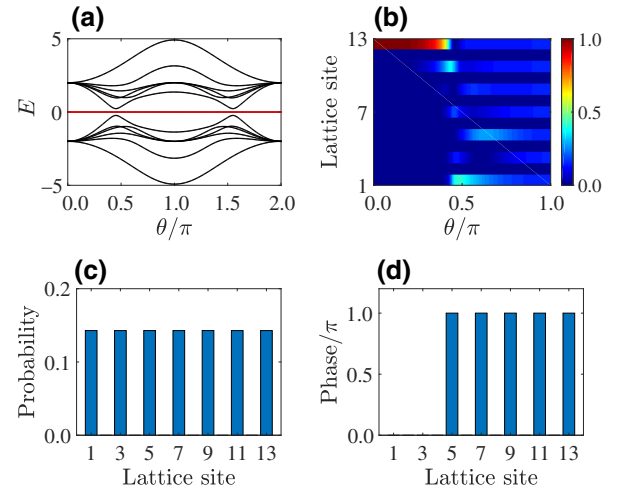 (a)
5
0
−5
E
0.0 0.5 1.0 1.5 2.0
θ/π
(b)
13
7
1
Lattice site
0.0 0.5 1.0
θ/π
1.0
0.5
0.0
(c)
0.2
0.1
0.0
Probability
1 3 5 7 9 11 13
Lattice site
(d)
1.0
0.5
0.0
Phase/π
1 3 5 7 9 11 13
Lattice site